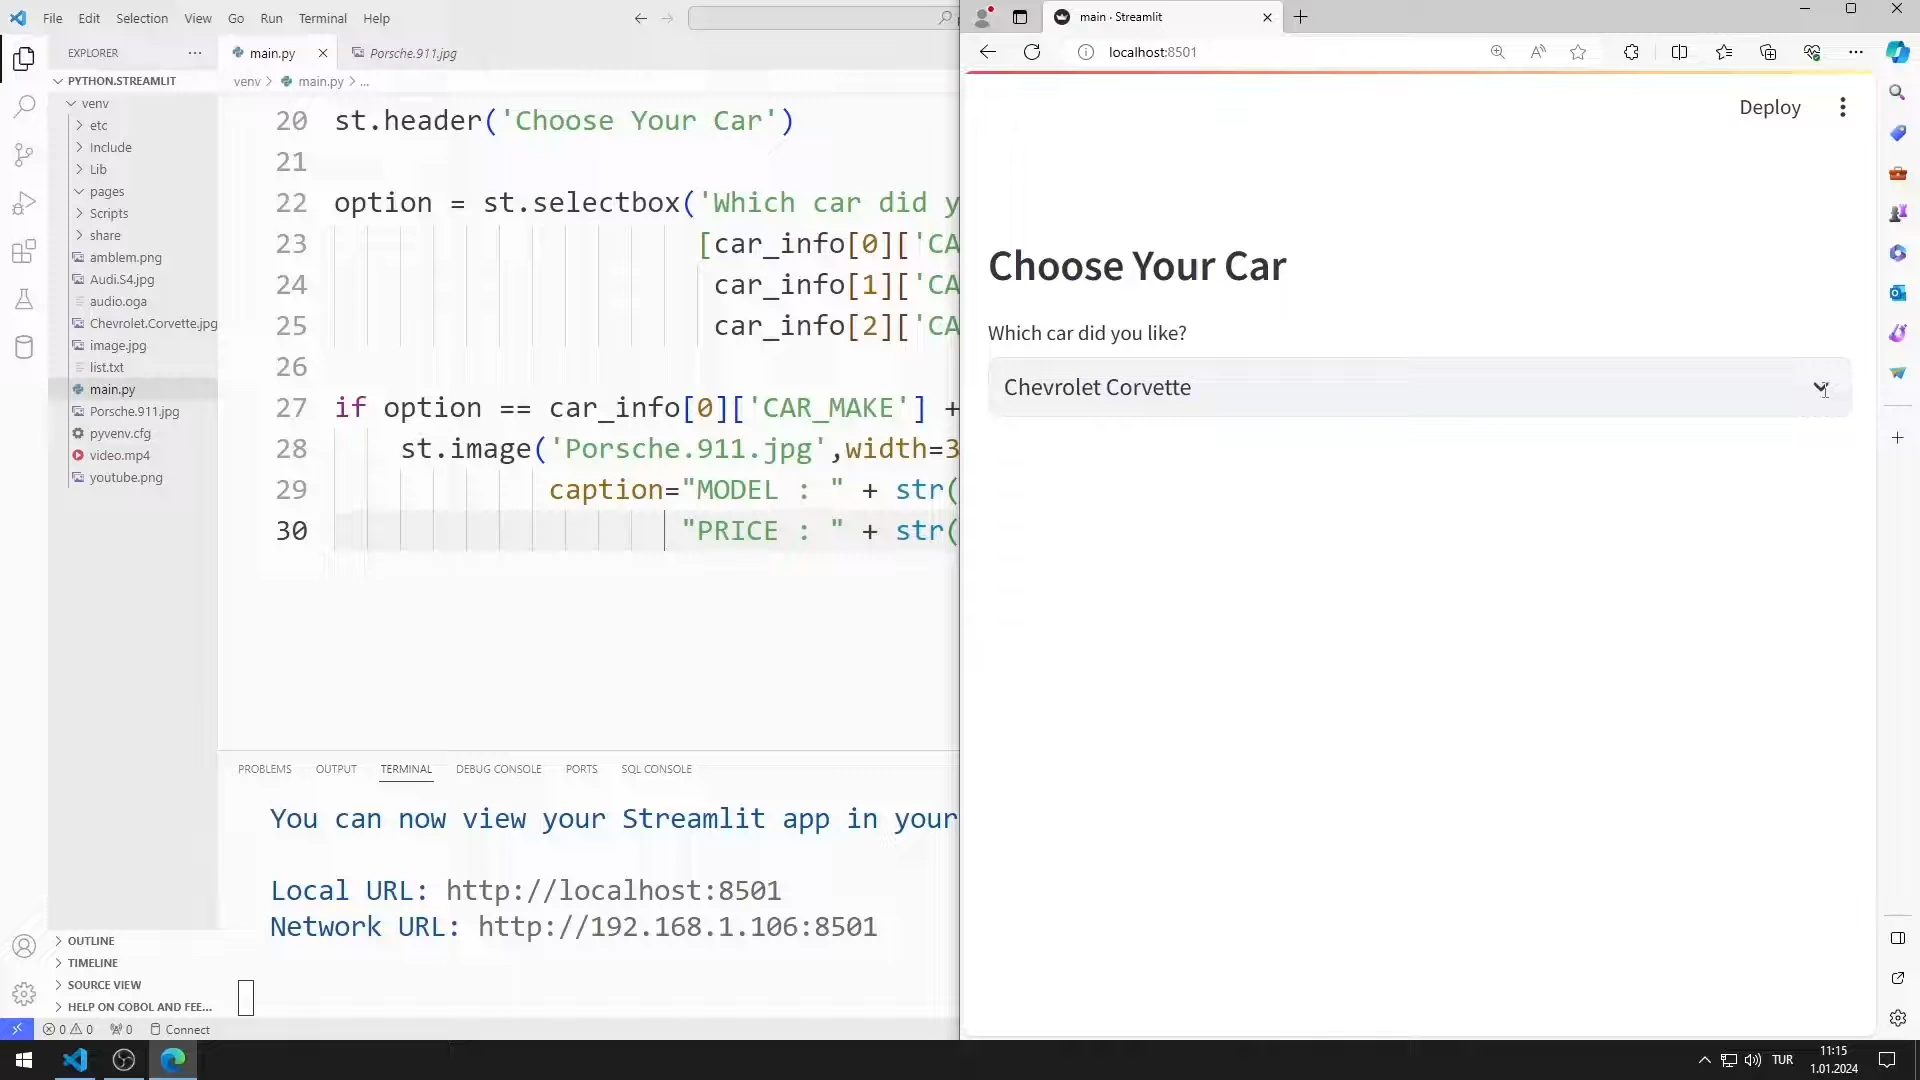 File Edit Selection View Go Run Terminal Help
main · Streamlit
EXPLORER
main.py
Porsche.911.jpg
localhost:8501
PYTHON.STREAMLIT
venv > main.py > ...
venv
etc
Include
Lib
pages
Scripts
share
amblem.png
Audi.S4.jpg
audio.oga
Chevrolet.Corvette.jpg
image.jpg
list.txt
main.py
Porsche.911.jpg
pyvenv.cfg
video.mp4
youtube.png
20 st.header('Choose Your Car')
21
22 option = st.selectbox('Which car did y
23 [car_info[0]['CA
24 car_info[1]['CA
25 car_info[2]['CA
26
27 if option == car_info[0]['CAR_MAKE'] +
28 st.image('Porsche.911.jpg',width=3
29 caption="MODEL : " + str(
30 "PRICE : " + str(
Deploy
Choose Your Car
Which car did you like?
Chevrolet Corvette
PROBLEMS OUTPUT TERMINAL DEBUG CONSOLE PORTS SQL CONSOLE
You can now view your Streamlit app in your
Local URL: http://localhost:8501
Network URL: http://192.168.1.106:8501
OUTLINE
TIMELINE
SOURCE VIEW
HELP ON COBOL AND FEE...
0 0 0 Connect
TUR
11:15
1.01.2024